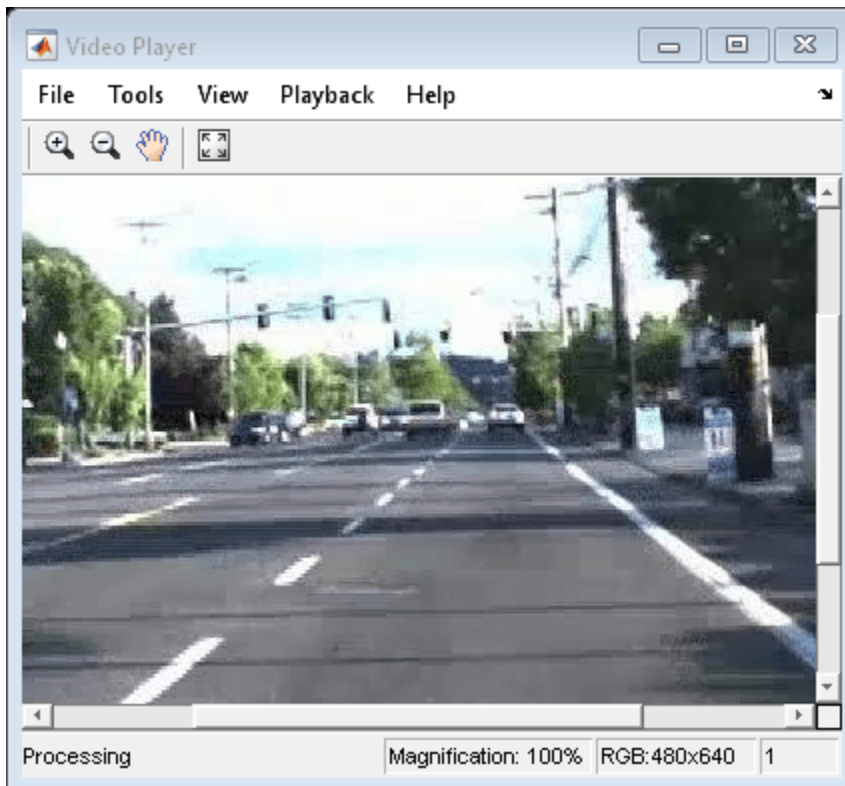 Video Player
File Tools View Playback Help
Processing Magnification: 100% RGB:480x640 1